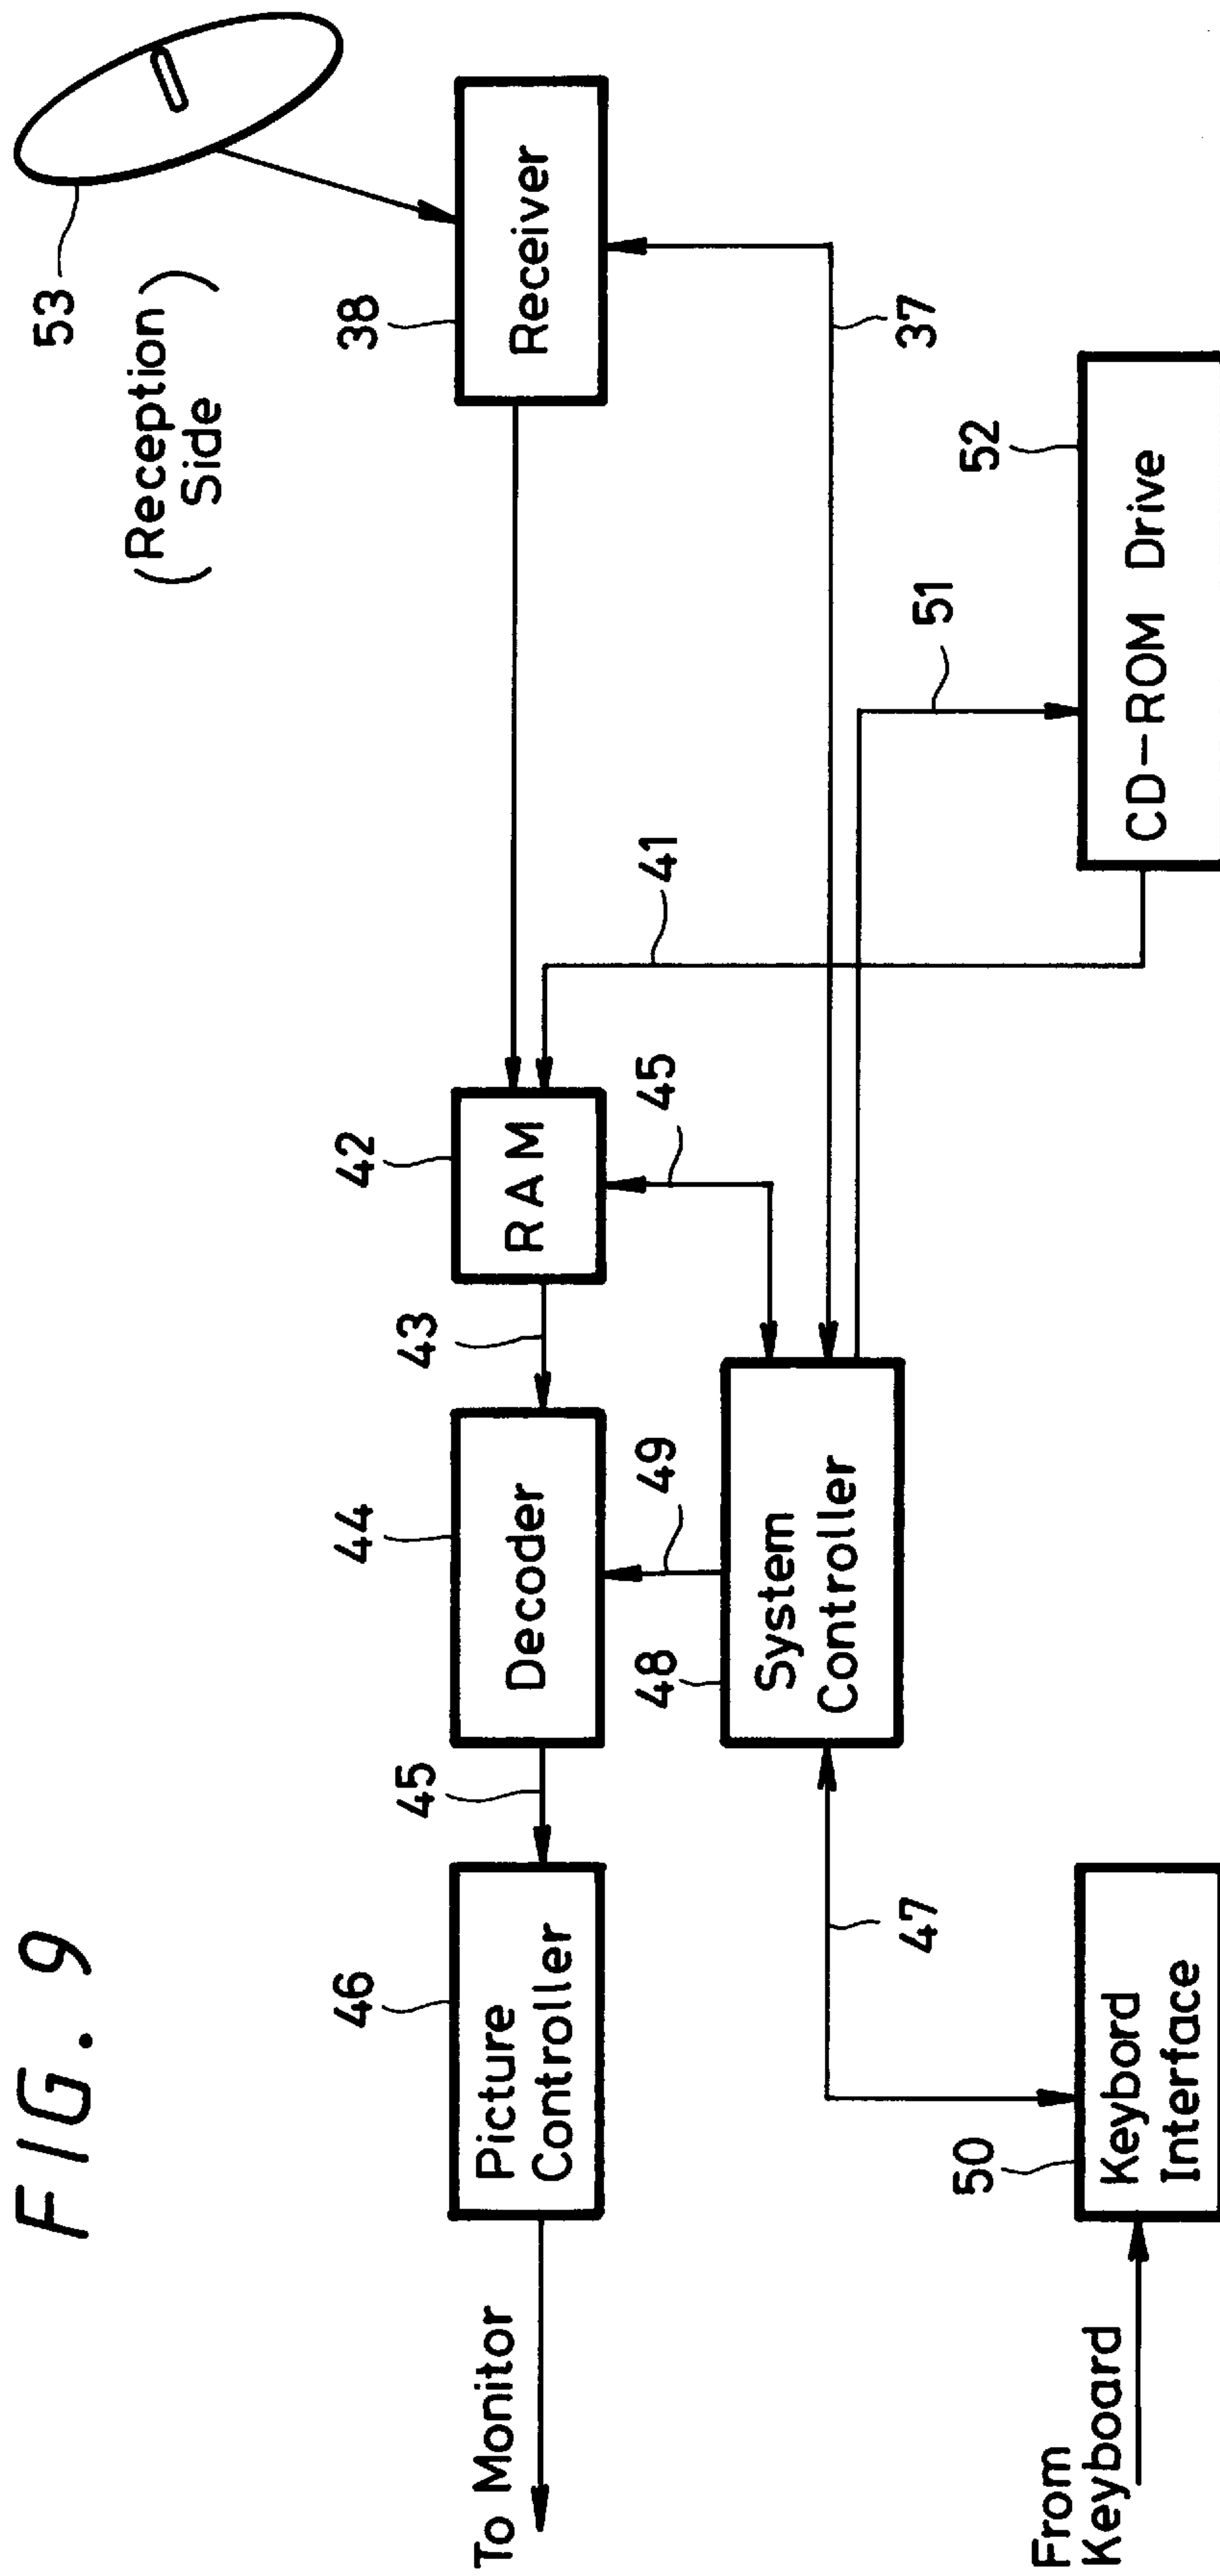 FIG. 9
(Reception
Side)
53
38
Receiver
37
42
RAM
41
45
43
44
Decoder
49
48
System
Controller
51
52
CD-ROM Drive
45
46
Picture
Controller
To Monitor
47
50
Keybord
Interface
From
Keyboard